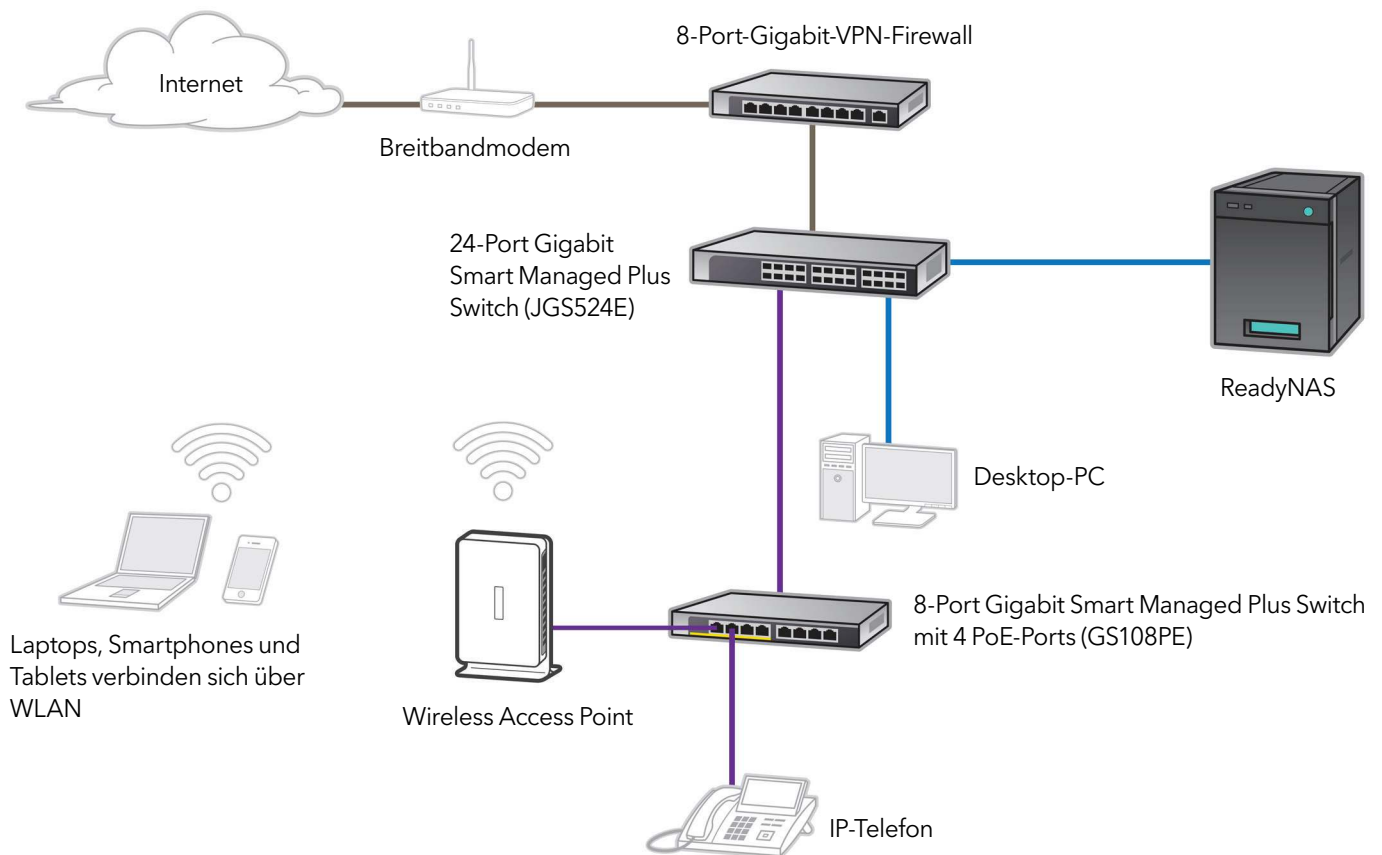 8-Port-Gigabit-VPN-Firewall
Internet
Breitbandmodem
24-Port Gigabit
Smart Managed Plus
Switch (JGS524E)
ReadyNAS
Desktop-PC
8-Port Gigabit Smart Managed Plus Switch
mit 4 PoE-Ports (GS108PE)
Laptops, Smartphones und
Tablets verbinden sich über
WLAN
Wireless Access Point
IP-Telefon